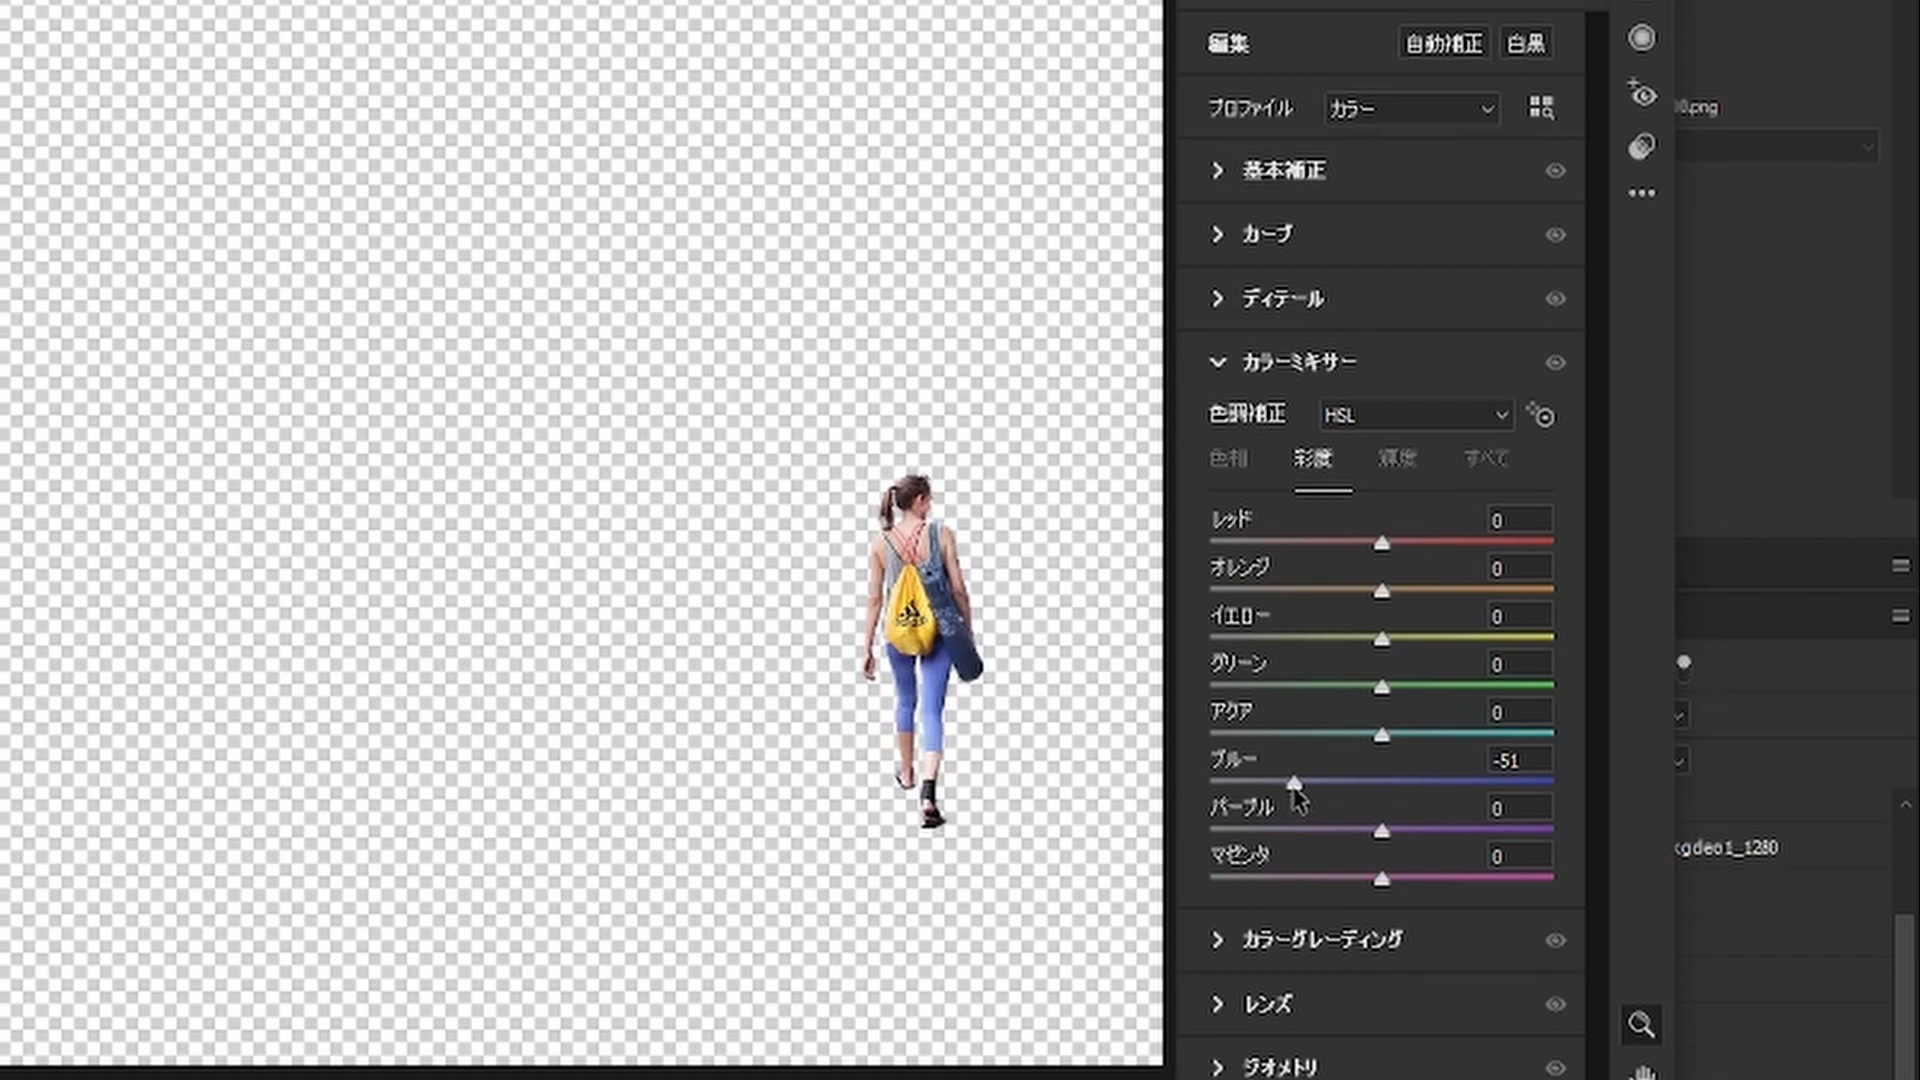 編集 自動補正 白黒
プロファイル カラー
基本補正
カーブ
ディテール
カラーミキサー
色調補正 HSL
色相 彩度 輝度 すべて
レッド 0
オレンジ 0
イエロー 0
グリーン 0
アクア 0
ブルー -51
パープル 0
マゼンタ 0
カラーグレーディング
レンズ
ジオメトリ
0.png
kgdeo1_1280